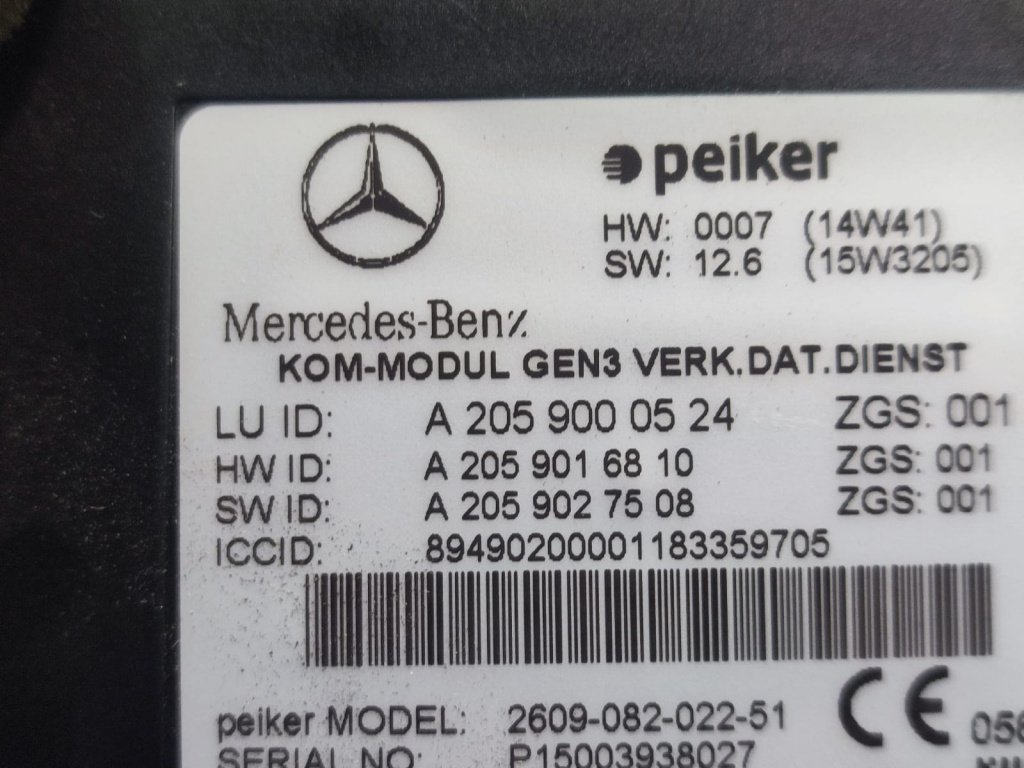 peiker
HW: 0007 (14W41)
SW: 12.6 (15W3205)
Mercedes-Benz
KOM-MODUL GEN3 VERK.DAT.DIENST
LU ID: A 205 900 05 24 ZGS: 001
HW ID: A 205 901 68 10 ZGS: 001
SW ID: A 205 902 75 08 ZGS: 001
ICCID: 89490200001183359705
peiker MODEL: 2609-082-022-51 CE
SERIAL NO: P15003938027